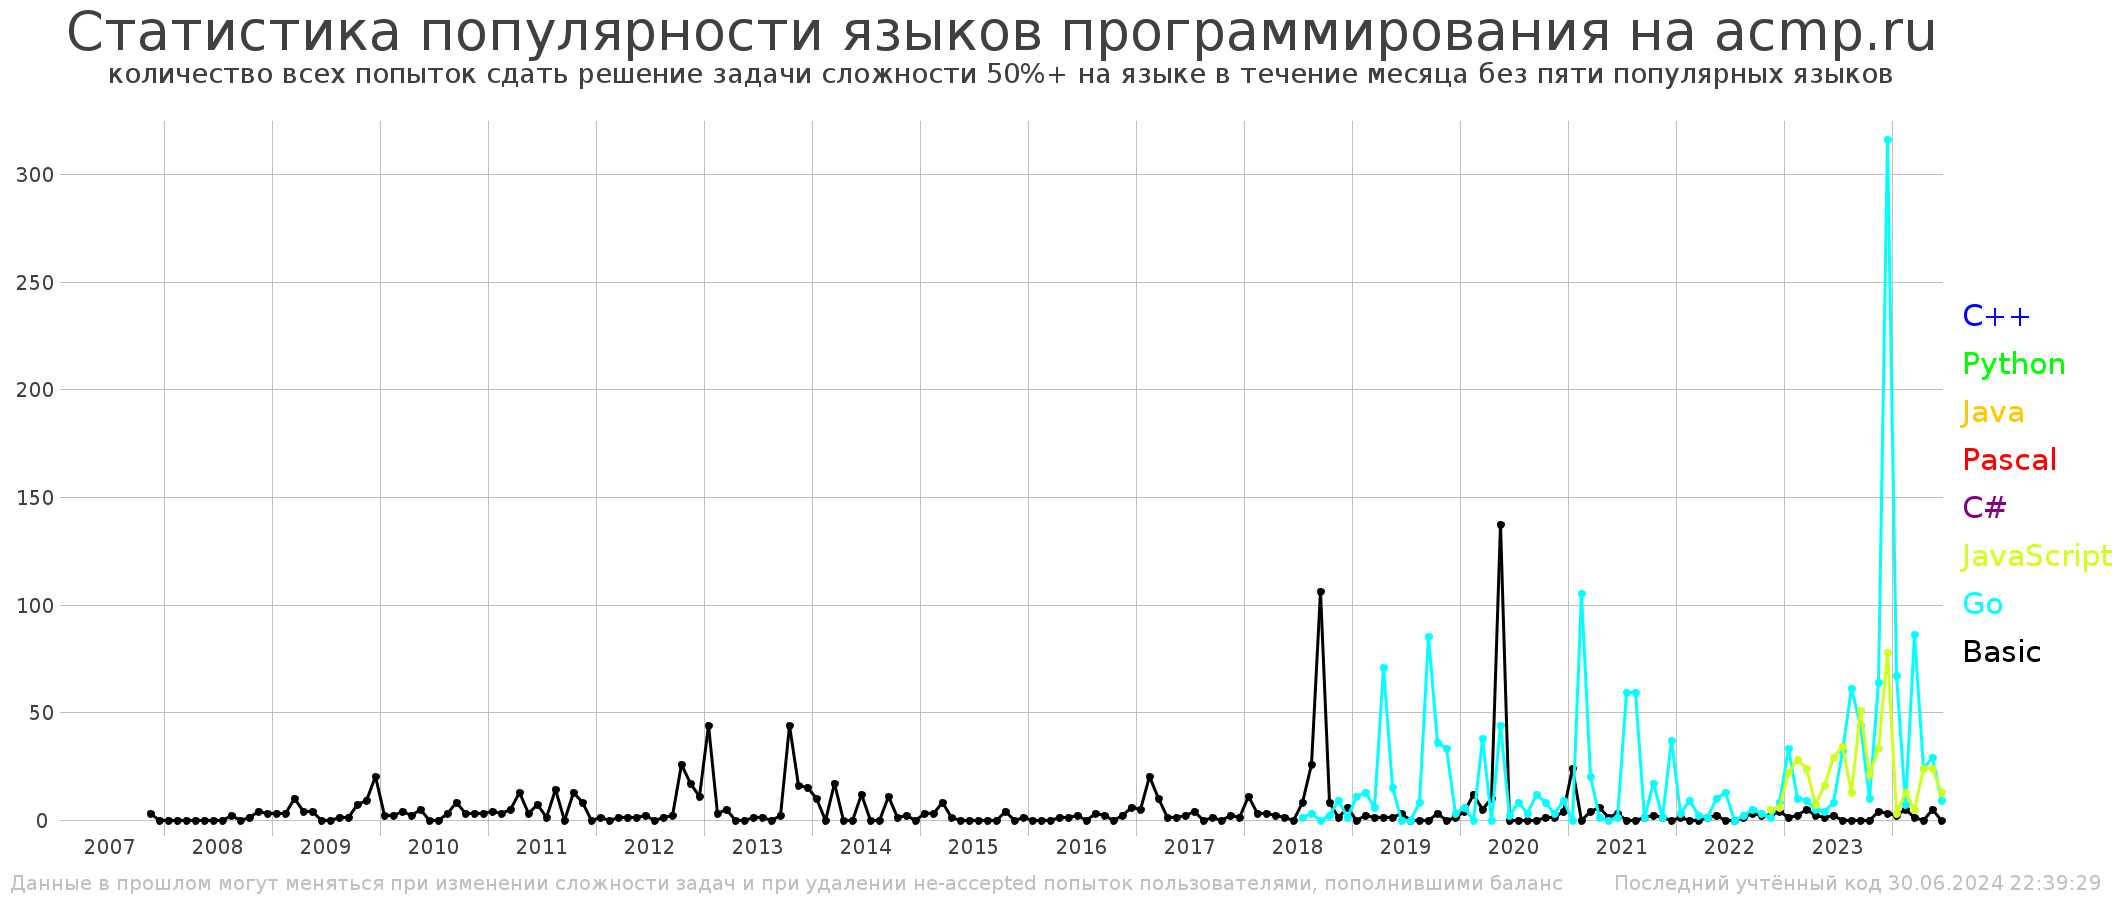 Статистика популярности языков программирования на acmp.ru
количество всех попыток сдать решение задачи сложности 50%+ на языке в течение месяца без пяти популярных языков
300
250
200
150
100
50
0
C++
Python
Java
Pascal
C#
JavaScript
Go
Basic
2007 2008 2009 2010 2011 2012 2013 2014 2015 2016 2017 2018 2019 2020 2021 2022 2023
Данные в прошлом могут меняться при изменении сложности задач и при удалении не-accepted попыток пользователями, пополнившими баланс Последний учтённый код 30.06.2024 22:39:29